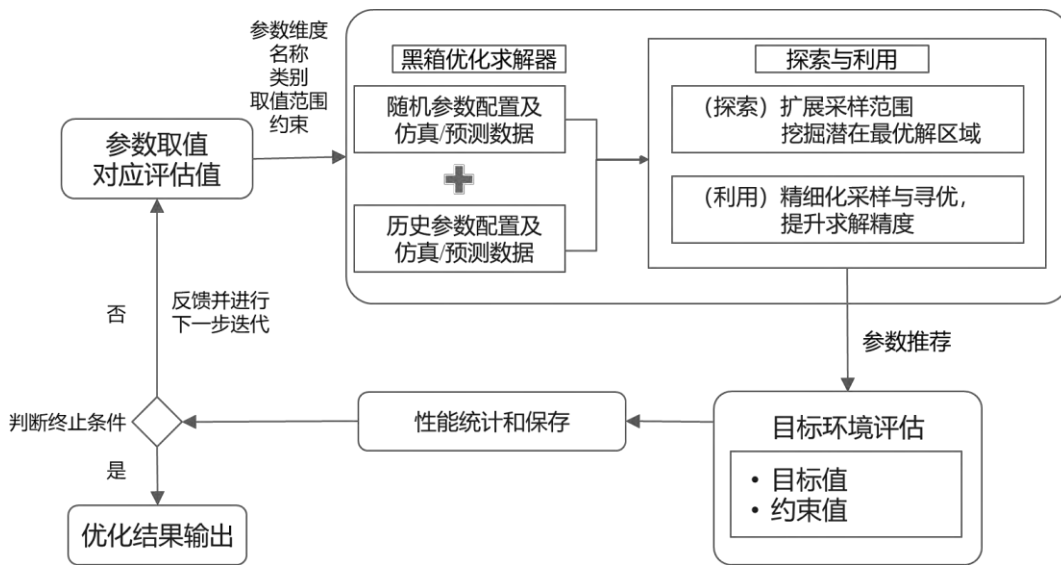 参数维度
名称
类别
取值范围
约束
参数取值
对应评估值
黑箱优化求解器
随机参数配置及
仿真/预测数据
历史参数配置及
仿真/预测数据
探索与利用
（探索）扩展采样范围
挖掘潜在最优解区域
（利用）精细化采样与寻优，
提升求解精度
参数推荐
目标环境评估
• 目标值
• 约束值
性能统计和保存
判断终止条件
否
反馈并进行
下一步迭代
是
优化结果输出